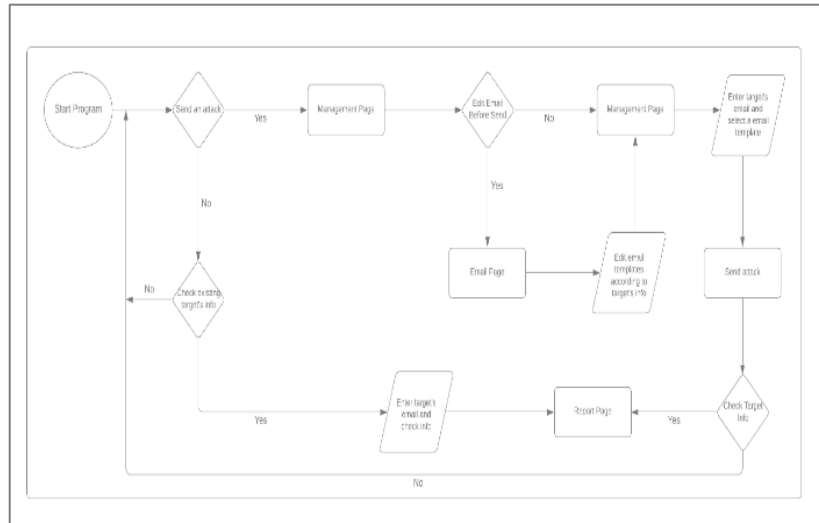 Start Program
Send an attack
Yes
Management Page
Edit Email
Before Send
No
Management Page
Enter target's
email and
select a email
template
No
Yes
Email Page
Edit email
templates
according to
target's info
Send attack
Check existing
target's info
No
Yes
Enter target's
email and
check info
Report Page
Yes
Check Target
Info
No